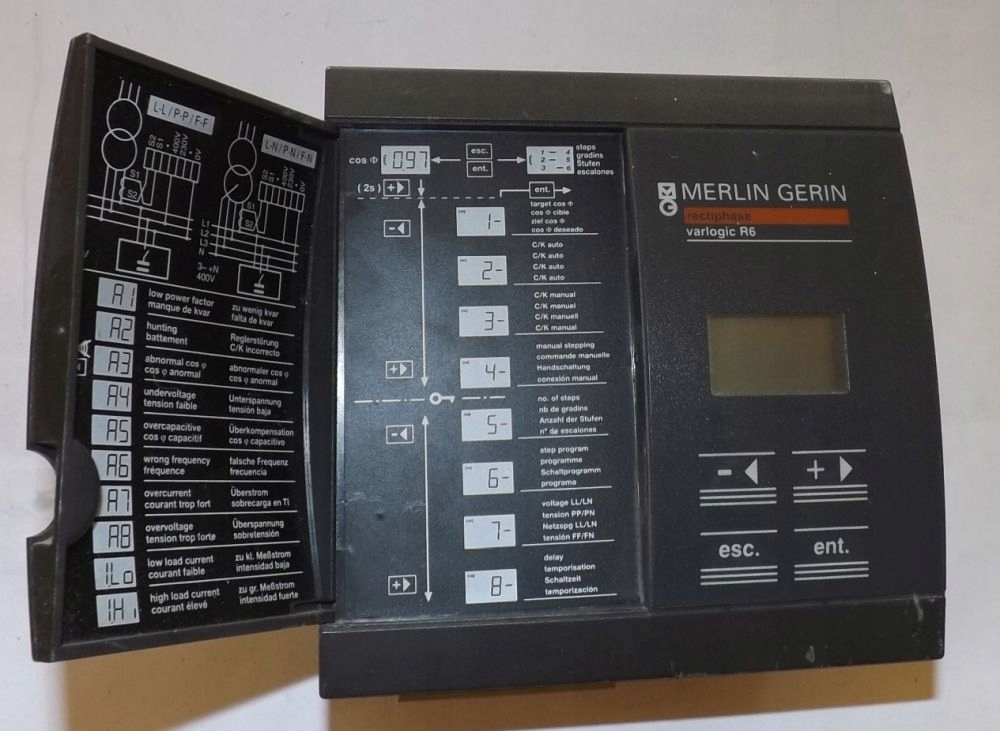 L-L/P-P/F-F
S2
S1
•
400V
230V
•
0V
S1
S2
L-N/P-N/F-N
S2
S1
•
400V
230V
•
0V
S1
S2
L1
L2
L3
N
3~ +N
400V
A1 low power factor zu wenig kvar
manque de kvar falta de kvar
A2 hunting Reglerstörung
battement C/K incorrecto
A3 abnormal cos φ abnormaler cos φ
cos φ anormal cos φ anormal
A4 undervoltage Unterspannung
tension faible tensión baja
A5 overcapacitive Überkompensation
cos φ capacitif cos φ capacitivo
A6 wrong frequency falsche Frequenz
fréquence frecuencia
A7 overcurrent Überstrom
courant trop fort sobrecarga en TI
A8 overvoltage Überspannung
tension trop forte sobretensión
I.Lo low load current zu kl. Meßstrom
courant faible intensidad baja
I.Hi high load current zu gr. Meßstrom
courant élevé intensidad fuerte
cos Φ ( 0.97
esc.
ent.
( 1 – 4
2 – 5
3 – 6
steps
gradins
Stufen
escalones
(2s) +▶
ent.
-◀
1- target cos Φ
cos Φ cible
ziel cos Φ
cos Φ deseado
2- C/K auto
C/K auto
C/K auto
C/K auto
3- C/K manual
C/K manuel
C/K manuell
C/K manual
+▶
4- manual stepping
commande manuelle
Handschaltung
conexión manual
-◀
5- no. of steps
nb de gradins
Anzahl der Stufen
n° de escalones
6- step program
programme
Schaltprogramm
programa
7- voltage LL/LN
tension PP/PN
Netzspg LL/LN
tensión FF/FN
+▶
8- delay
temporisation
Schaltzeit
temporización
MERLIN GERIN
rectiphase
varlogic R6
- ◀ + ▶
esc. ent.